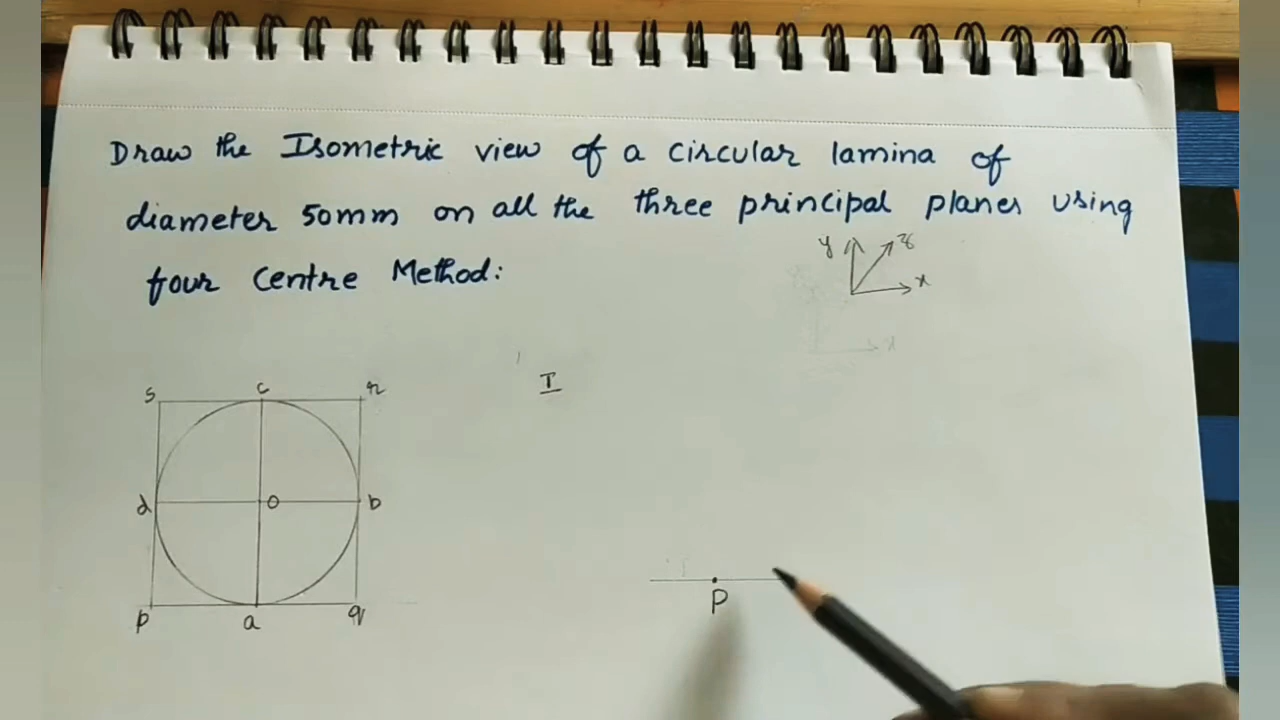 Draw the Isometric view of a circular lamina of
diameter 50mm on all the three principal planes using
four Centre Method:
y z
x
I
s c r
d o b
p a q
P